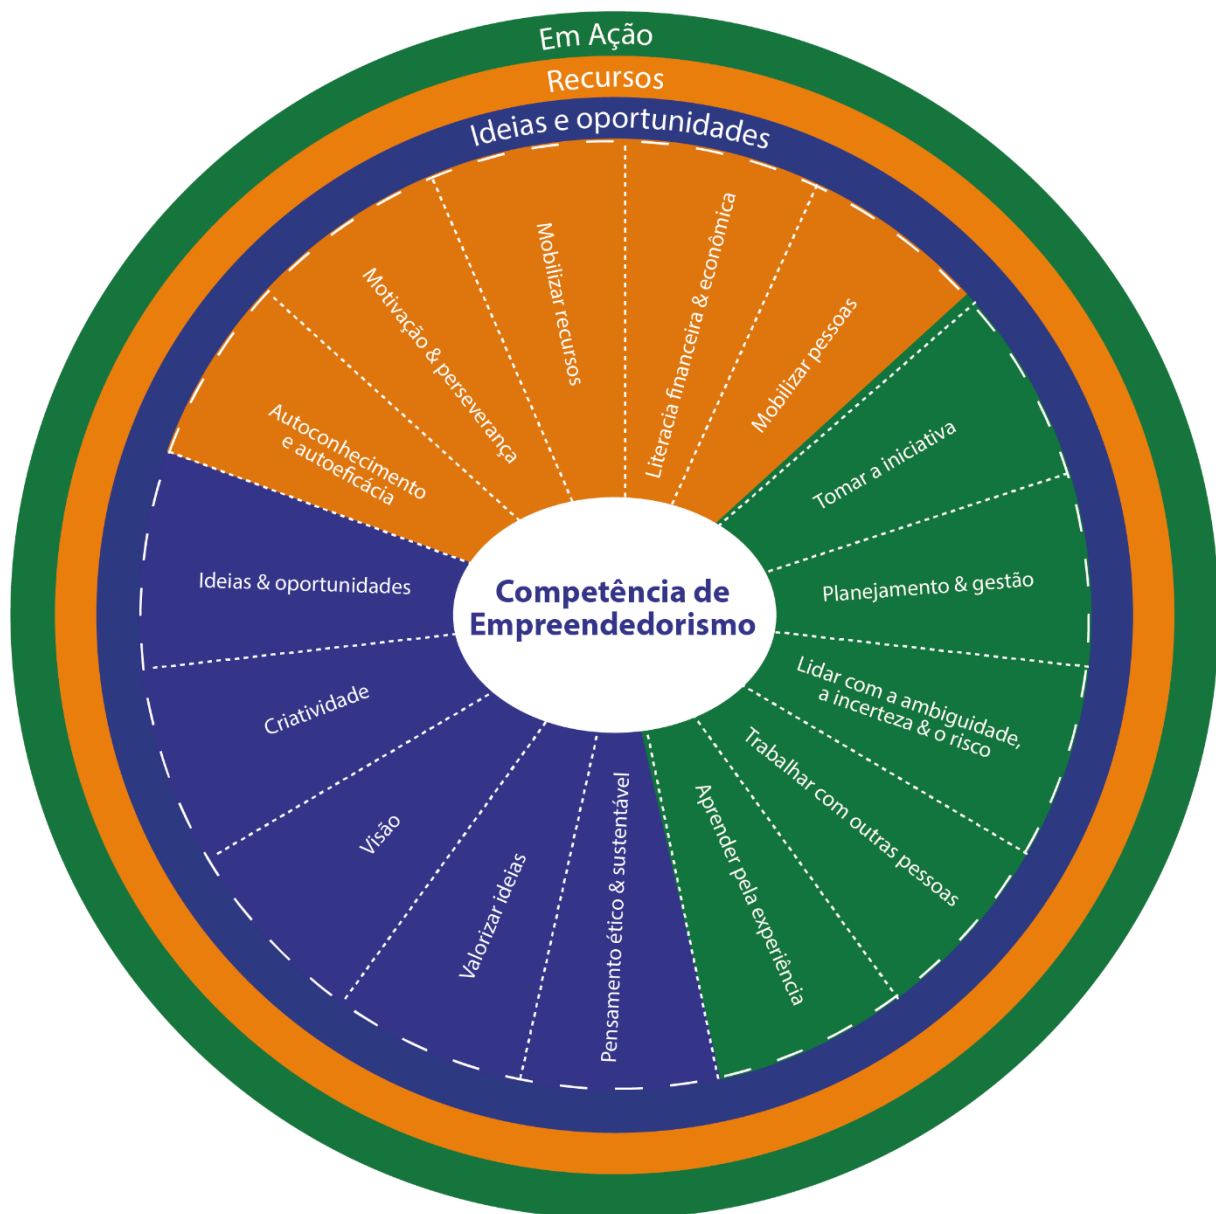 Em Ação
Recursos
Ideias e oportunidades
Autoconhecimento
e autoeficácia
Motivação & perseverança
Mobilizar recursos
Literacia financeira & econômica
Mobilizar pessoas
Tomar a iniciativa
Planejamento & gestão
Lidar com a ambiguidade,
a incerteza & o risco
Trabalhar com outras pessoas
Aprender pela experiência
Pensamento ético & sustentável
Valorizar ideias
Visão
Criatividade
Ideias & oportunidades
Competência de
Empreendedorismo